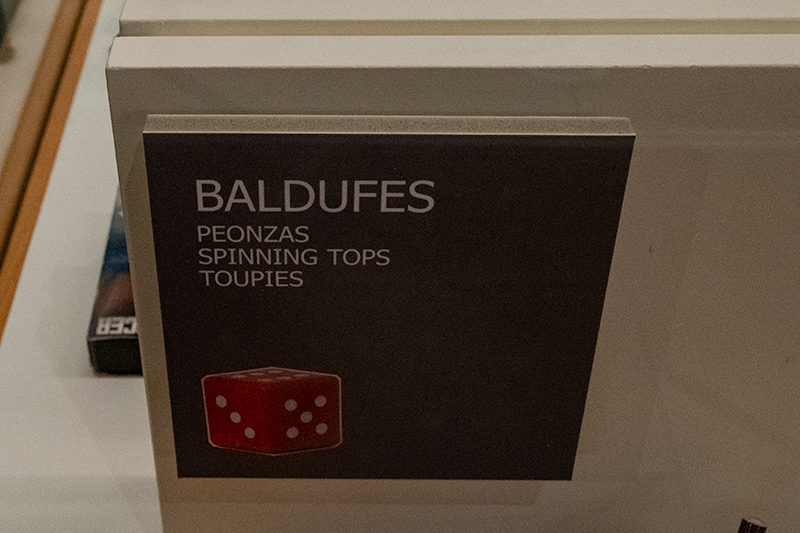 BALDUFES
PEONZAS
SPINNING TOPS
TOUPIES